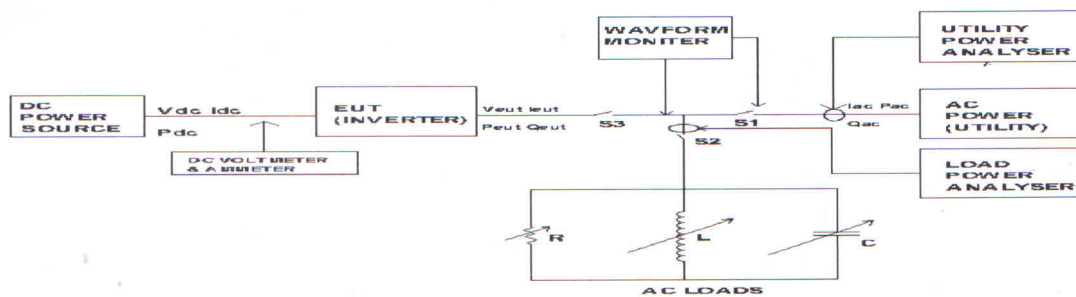 WAVFORM
MONITER
UTILITY
POWER
ANALYSER
DC
POWER
SOURCE
Vdc Idc
Pdc
EUT
(INVERTER)
Veut Ieut
Peut Qeut
S3
S1
S2
Iac Pac
Qac
AC
POWER
(UTILITY)
DC VOLTMETER
& AMMETER
LOAD
POWER
ANALYSER
R
L
C
AC LOADS